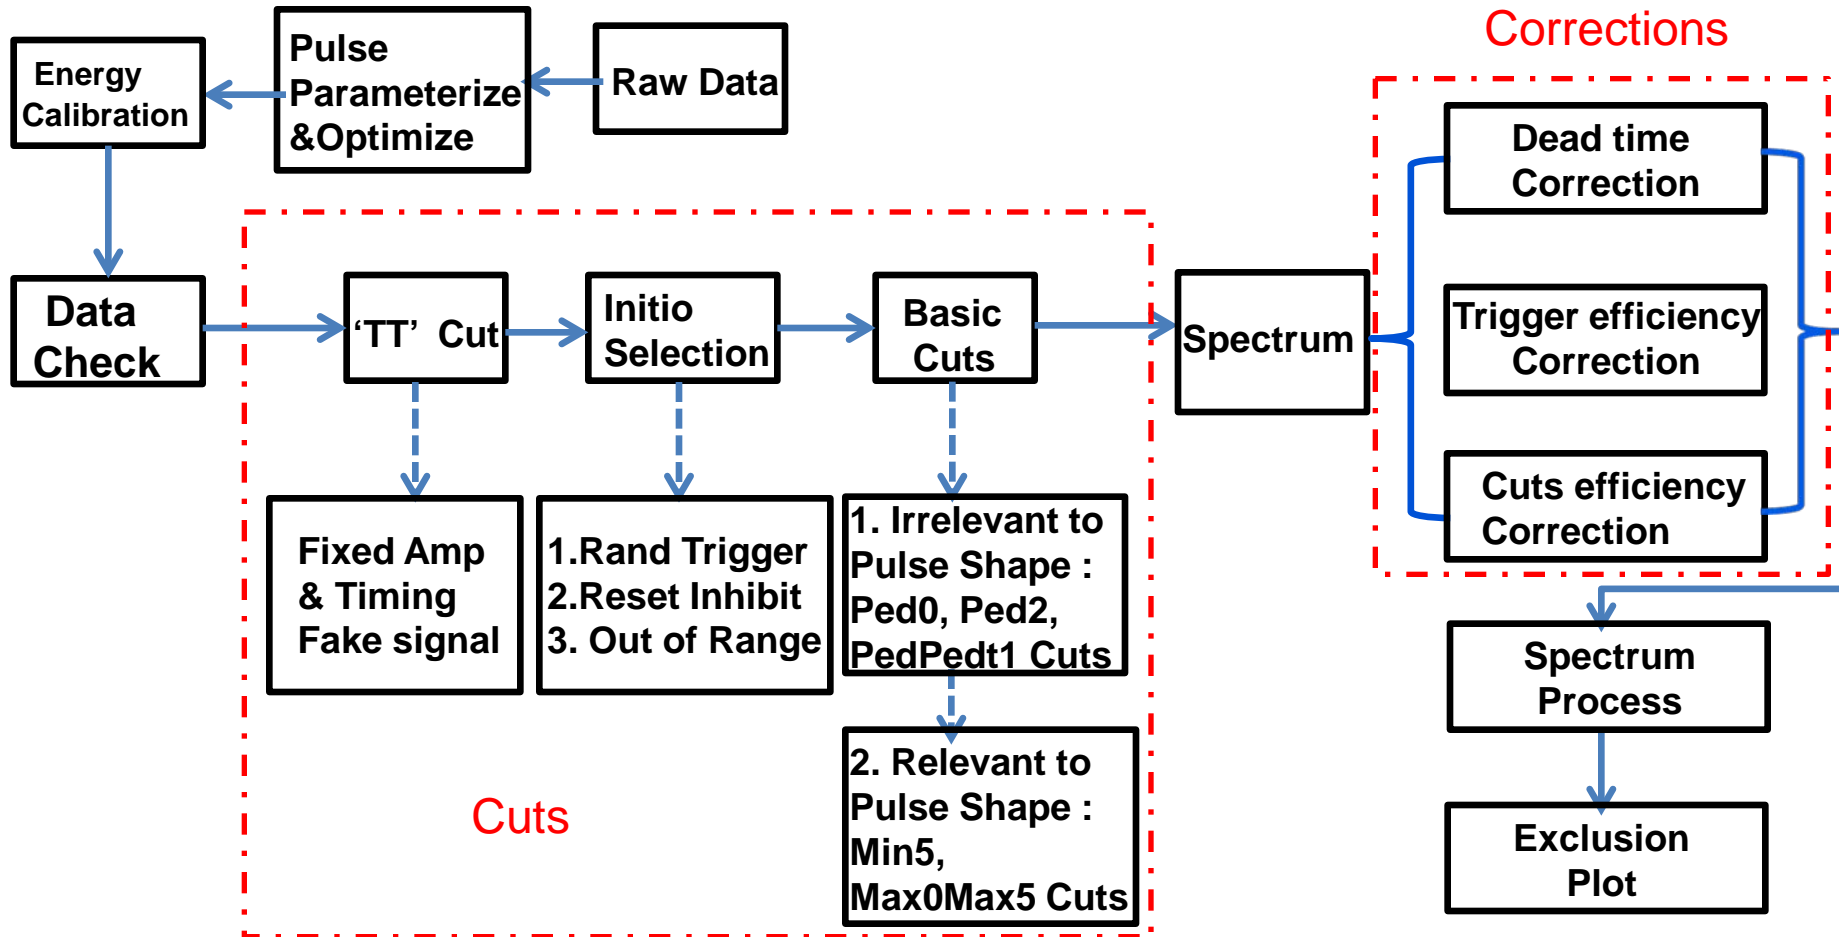 Corrections
Energy
Calibration
Pulse
Parameterize
&Optimize
Raw Data
Data
Check
‘TT’ Cut
Initio
Selection
Basic
Cuts
Spectrum
Dead time
Correction
Trigger efficiency
Correction
Cuts efficiency
Correction
Fixed Amp
& Timing
Fake signal
1.Rand Trigger
2.Reset Inhibit
3. Out of Range
1. Irrelevant to
Pulse Shape :
Ped0, Ped2,
PedPedt1 Cuts
2. Relevant to
Pulse Shape :
Min5,
Max0Max5 Cuts
Cuts
Spectrum
Process
Exclusion
Plot